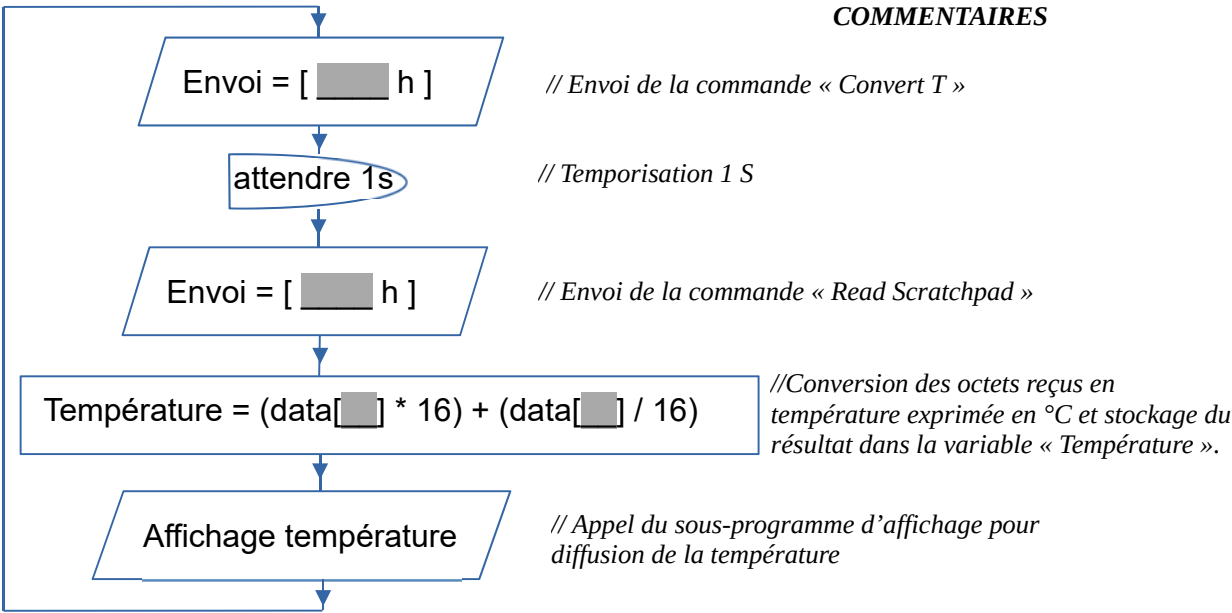 COMMENTAIRES
Envoi = [ ____ h ]
// Envoi de la commande « Convert T »
attendre 1s
// Temporisation 1 S
Envoi = [ ____ h ]
// Envoi de la commande « Read Scratchpad »
Température = (data[__] * 16) + (data[__] / 16)
//Conversion des octets reçus en
température exprimée en °C et stockage du
résultat dans la variable « Température ».
Affichage température
// Appel du sous-programme d’affichage pour
diffusion de la température